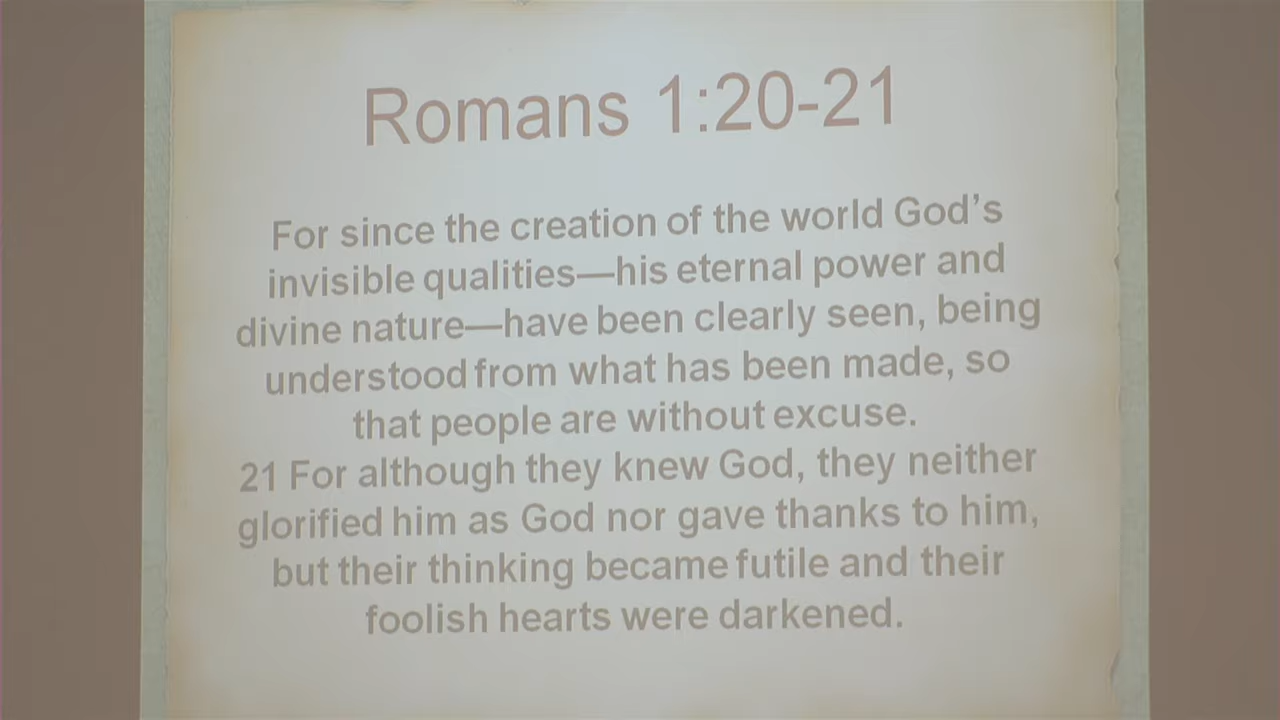 Romans 1:20-21
For since the creation of the world God’s
invisible qualities—his eternal power and
divine nature—have been clearly seen, being
understood from what has been made, so
that people are without excuse.
21 For although they knew God, they neither
glorified him as God nor gave thanks to him,
but their thinking became futile and their
foolish hearts were darkened.